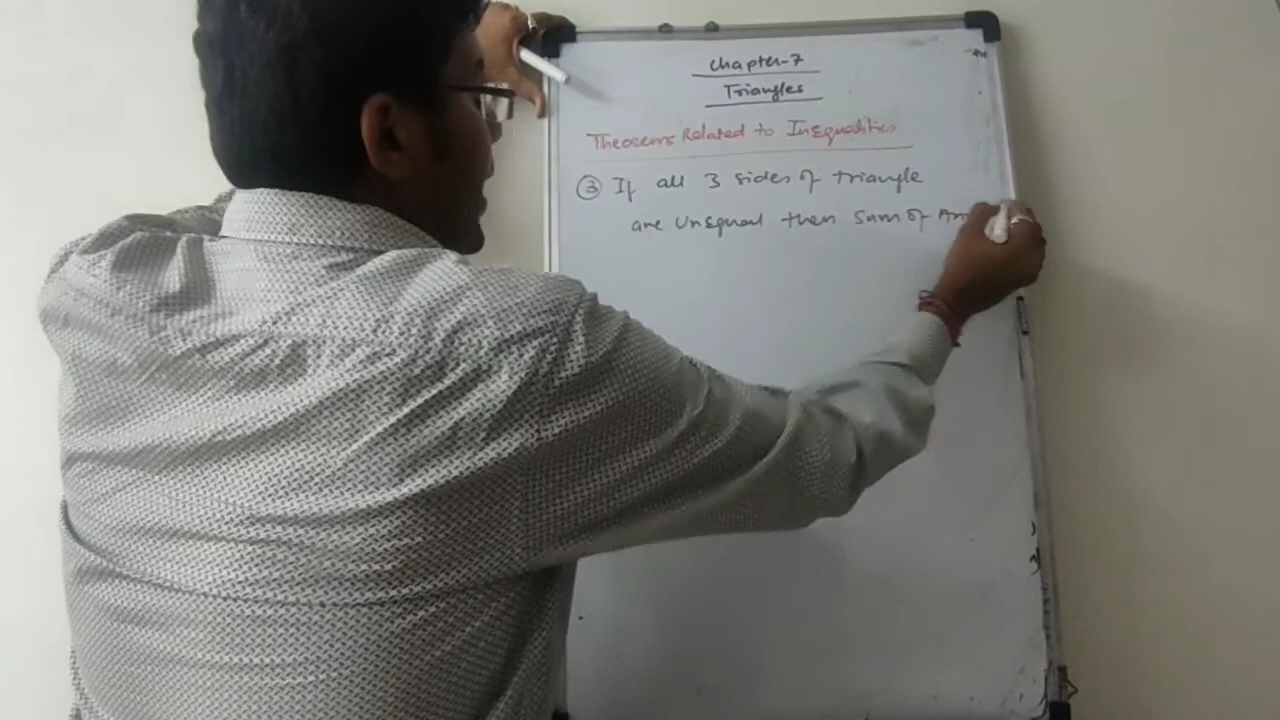 Chapter-7
Triangles
Theorems Related to Inequalities
③ If all 3 sides of triangle
are unequal then sum of An